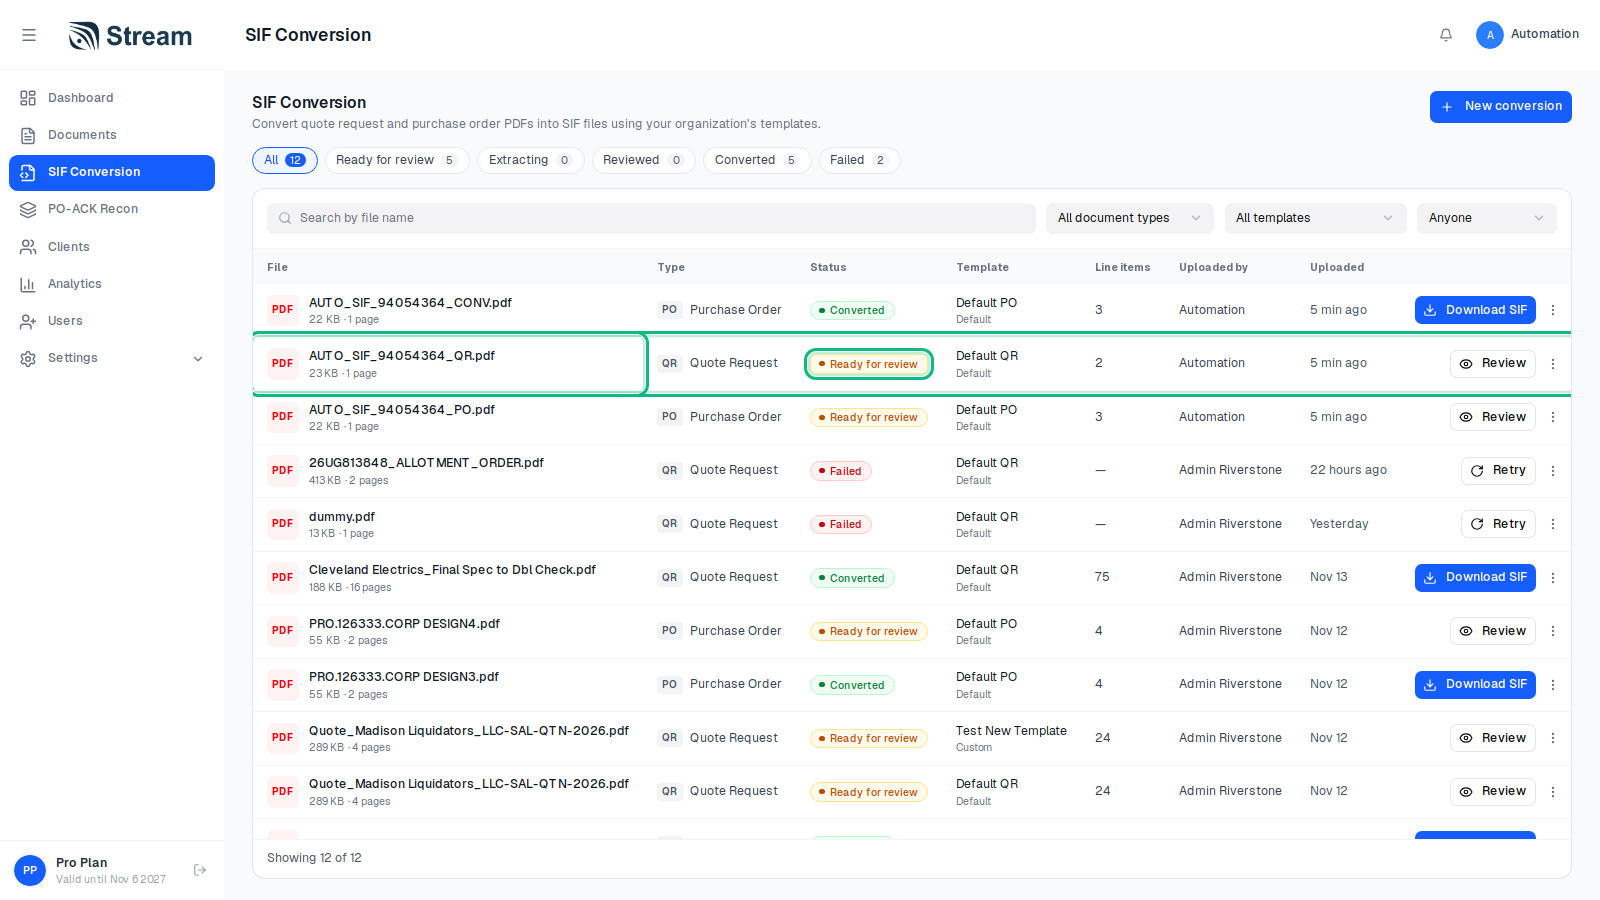 Stream
SIF Conversion
A
Automation
Dashboard
Documents
SIF Conversion
PO-ACK Recon
Clients
Analytics
Users
Settings
SIF Conversion
Convert quote request and purchase order PDFs into SIF files using your organization's templates.
New conversion
All 12
Ready for review 5
Extracting 0
Reviewed 0
Converted 5
Failed 2
Search by file name
All document types
All templates
Anyone
File Type Status Template Line items Uploaded by Uploaded
PDF AUTO_SIF_94054364_CONV.pdf PO Purchase Order Converted Default PO 3 Automation 5 min ago Download SIF
22 KB · 1 page Default
PDF AUTO_SIF_94054364_QR.pdf QR Quote Request Ready for review Default QR 2 Automation 5 min ago Review
23 KB · 1 page Default
PDF AUTO_SIF_94054364_PO.pdf PO Purchase Order Ready for review Default PO 3 Automation 5 min ago Review
22 KB · 1 page Default
PDF 26UG813848_ALLOTMENT_ORDER.pdf QR Quote Request Failed Default QR — Admin Riverstone 22 hours ago Retry
413 KB · 2 pages Default
PDF dummy.pdf QR Quote Request Failed Default QR — Admin Riverstone Yesterday Retry
13 KB · 1 page Default
PDF Cleveland Electrics_Final Spec to Dbl Check.pdf QR Quote Request Converted Default QR 75 Admin Riverstone Nov 13 Download SIF
188 KB · 16 pages Default
PDF PRO.126333.CORP DESIGN4.pdf PO Purchase Order Ready for review Default PO 4 Admin Riverstone Nov 12 Review
55 KB · 2 pages Default
PDF PRO.126333.CORP DESIGN3.pdf PO Purchase Order Converted Default PO 4 Admin Riverstone Nov 12 Download SIF
55 KB · 2 pages Default
PDF Quote_Madison Liquidators_LLC-SAL-QTN-2026.pdf QR Quote Request Ready for review Test New Template 24 Admin Riverstone Nov 12 Review
289 KB · 4 pages Custom
PDF Quote_Madison Liquidators_LLC-SAL-QTN-2026.pdf QR Quote Request Ready for review Default QR 24 Admin Riverstone Nov 12 Review
289 KB · 4 pages Default
Showing 12 of 12
PP
Pro Plan
Valid until Nov 6 2027